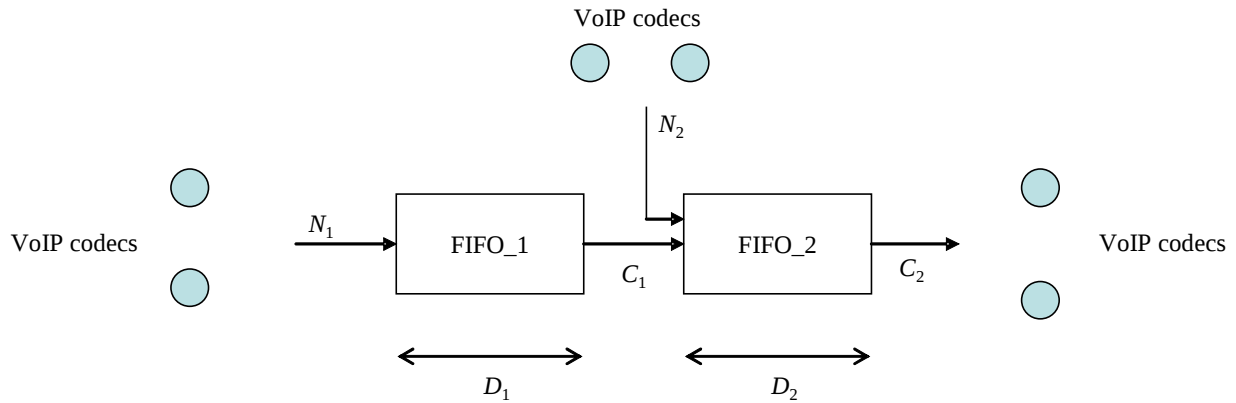 VoIP codecs
N₂
N₁
VoIP codecs
FIFO_1
FIFO_2
VoIP codecs
C₁
C₂
D₁
D₂